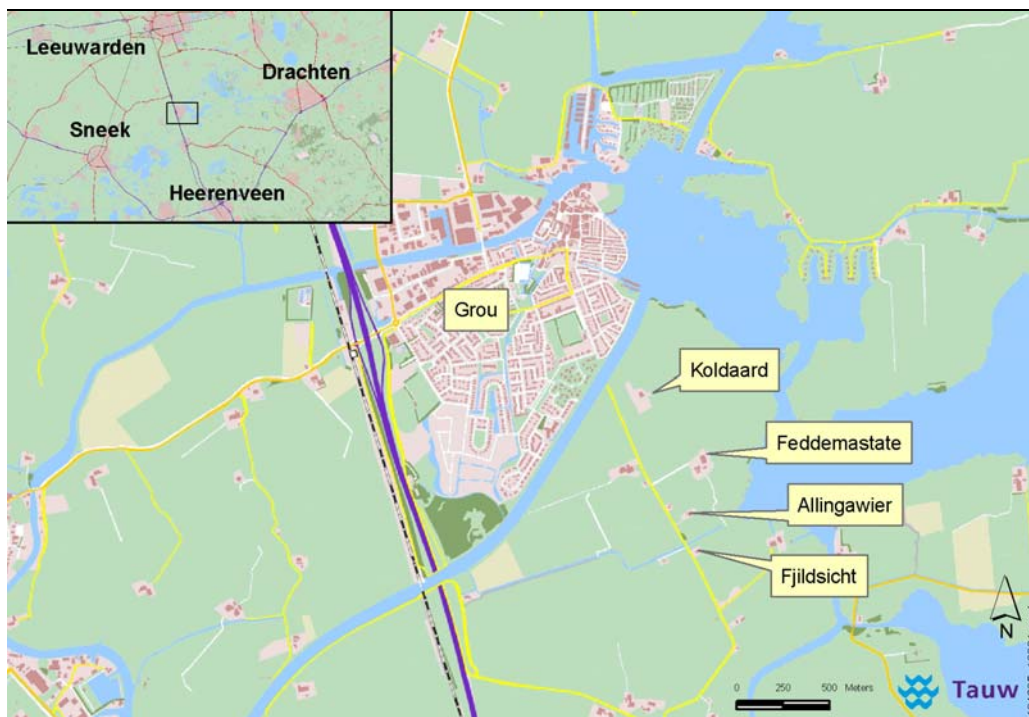 Leeuwarden
Drachten
Sneek
Heerenveen
Grou
Koldaard
Feddemastate
Allingawier
Fjildsicht
N
0 250 500 Meters
Tauw